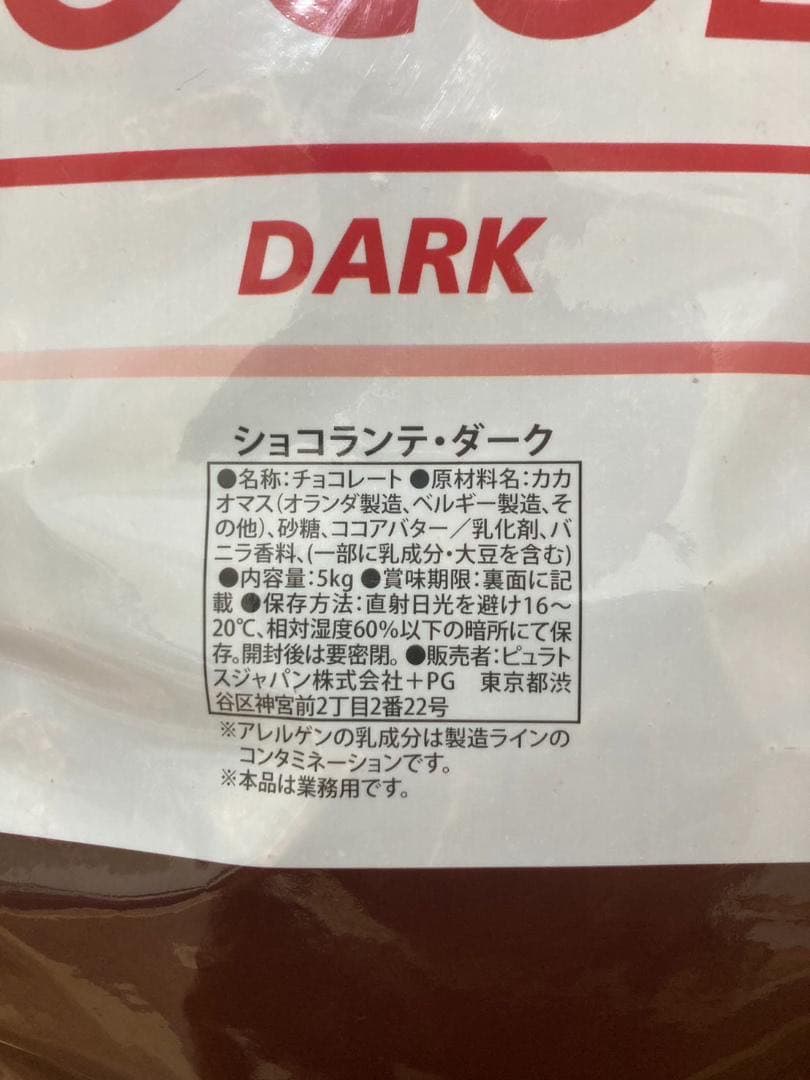 DARK
ショコランテ・ダーク
●名称:チョコレート ●原材料名:カカ
オマス(オランダ製造、ベルギー製造、そ
の他)、砂糖、ココアバター/乳化剤、バ
ニラ香料、(一部に乳成分・大豆を含む)
●内容量:5kg ●賞味期限:裏面に記
載 ●保存方法:直射日光を避け16〜
20℃、相対湿度60%以下の暗所にて保
存。開封後は要密閉。 ●販売者:ピュラト
スジャパン株式会社+PG 東京都渋
谷区神宮前2丁目2番22号
※アレルゲンの乳成分は製造ラインの
コンタミネーションです。
※本品は業務用です。